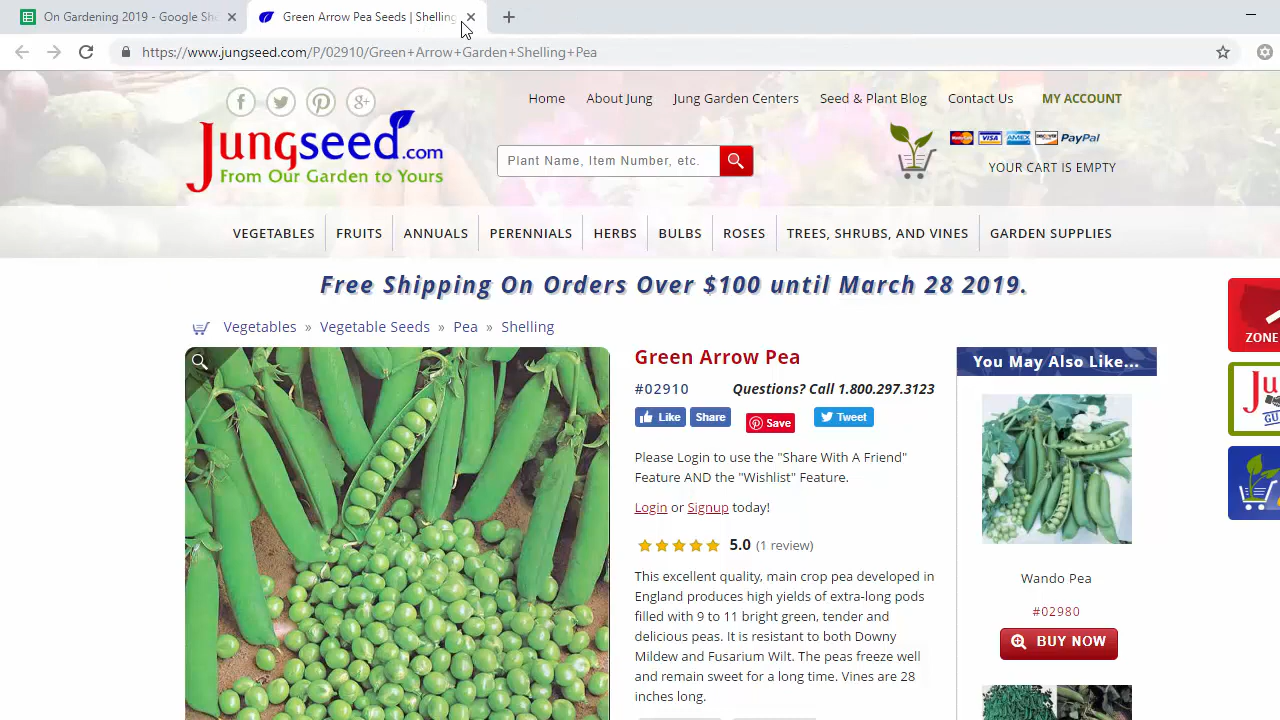 On Gardening 2019 - Google She
Green Arrow Pea Seeds | Shelling
https://www.jungseed.com/P/02910/Green+Arrow+Garden+Shelling+Pea
f
g+
Home About Jung Jung Garden Centers Seed & Plant Blog Contact Us MY ACCOUNT
Jungseed.com
From Our Garden to Yours
Plant Name, Item Number, etc.
MasterCard VISA AMEX DISCOVER PayPal
YOUR CART IS EMPTY
VEGETABLES FRUITS ANNUALS PERENNIALS HERBS BULBS ROSES TREES, SHRUBS, AND VINES GARDEN SUPPLIES
Free Shipping On Orders Over $100 until March 28 2019.
Vegetables » Vegetable Seeds » Pea » Shelling
Green Arrow Pea
#02910 Questions? Call 1.800.297.3123
Like Share Save Tweet
Please Login to use the "Share With A Friend"
Feature AND the "Wishlist" Feature.
Login or Signup today!
5.0 (1 review)
This excellent quality, main crop pea developed in
England produces high yields of extra-long pods
filled with 9 to 11 bright green, tender and
delicious peas. It is resistant to both Downy
Mildew and Fusarium Wilt. The peas freeze well
and remain sweet for a long time. Vines are 28
inches long.
You May Also Like...
Wando Pea
#02980
BUY NOW
ZONE
Ju
GU